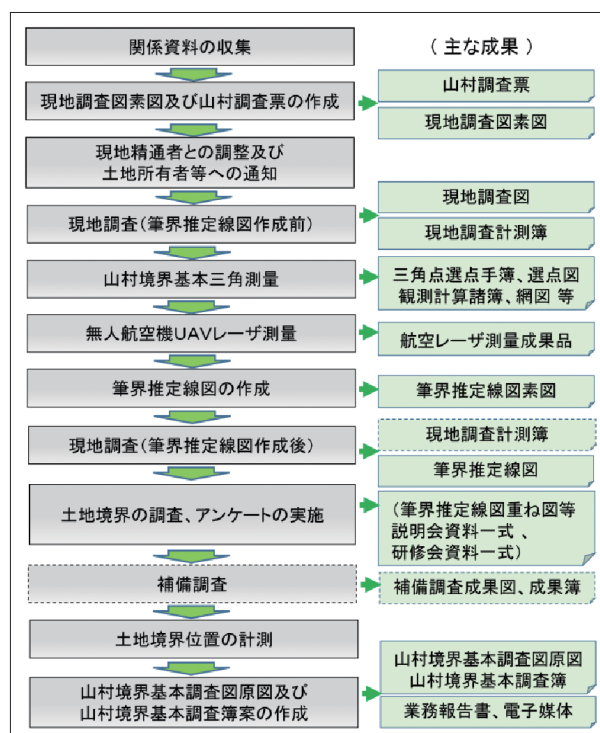 関係資料の収集
（ 主な成果 ）
現地調査図素図及び山村調査票の作成
山村調査票
現地調査図素図
現地精通者との調整及び
土地所有者等への通知
現地調査(筆界推定線図作成前)
現地調査図
現地調査計測簿
山村境界基本三角測量
三角点選点手簿、選点図
観測計算諸簿、網図 等
無人航空機UAVレーザ測量
航空レーザ測量成果品
筆界推定線図の作成
筆界推定線図素図
現地調査(筆界推定線図作成後)
現地調査計測簿
筆界推定線図
土地境界の調査、アンケートの実施
(筆界推定線図重ね図等
説明会資料一式 、
研修会資料一式)
補備調査
補備調査成果図、成果簿
土地境界位置の計測
山村境界基本調査図原図及び
山村境界基本調査簿案の作成
山村境界基本調査図原図
山村境界基本調査簿
業務報告書、電子媒体